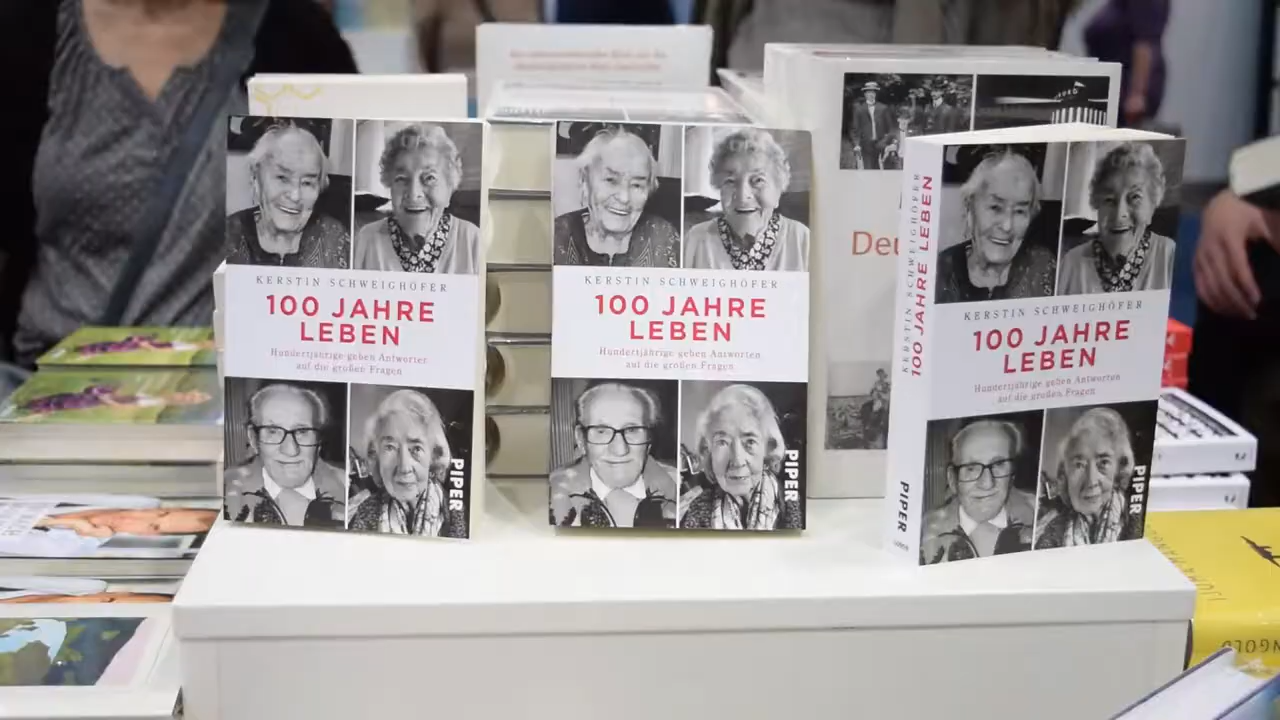 KERSTIN SCHWEIGHÖFER
100 JAHRE
LEBEN
Hundertjährige geben Antworten
auf die großen Fragen
PIPER
KERSTIN SCHWEIGHÖFER
100 JAHRE
LEBEN
Hundertjährige geben Antworten
auf die großen Fragen
PIPER
Deu
KERSTIN SCHWEIGHÖFER
100 JAHRE LEBEN
PIPER
KERSTIN SCHWEIGHÖFER
100 JAHRE
LEBEN
Hundertjährige geben Antworten
auf die großen Fragen
PIPER